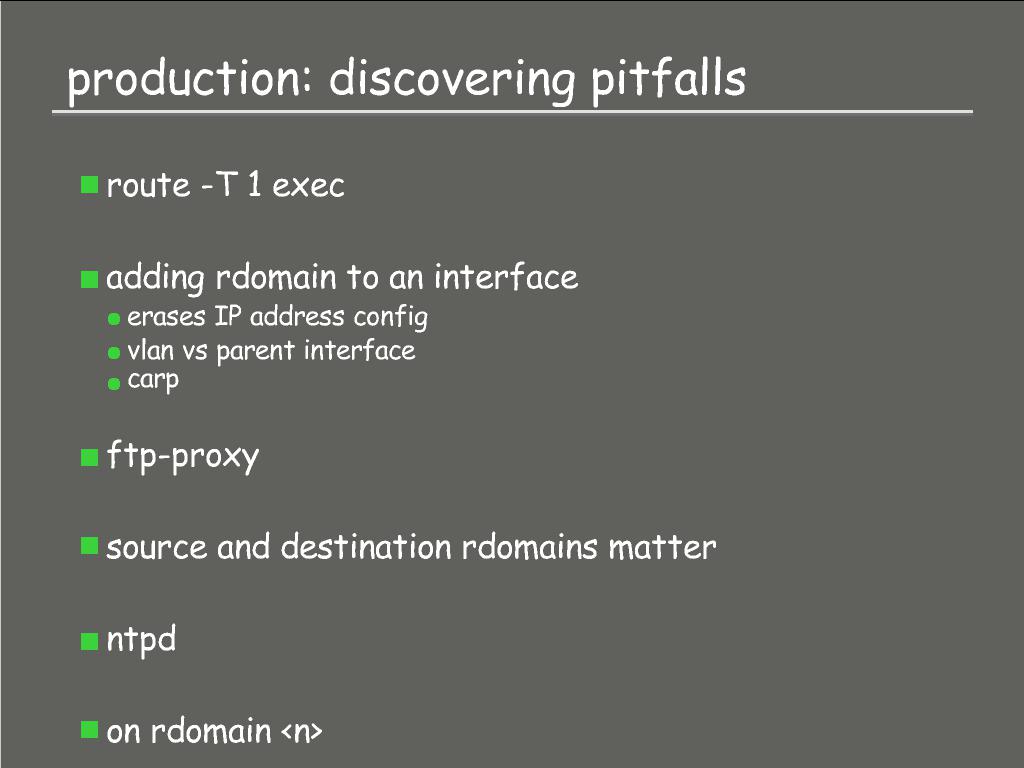 production: discovering pitfalls
route -T 1 exec
adding rdomain to an interface
erases IP address config
vlan vs parent interface
carp
ftp-proxy
source and destination rdomains matter
ntpd
on rdomain <n>